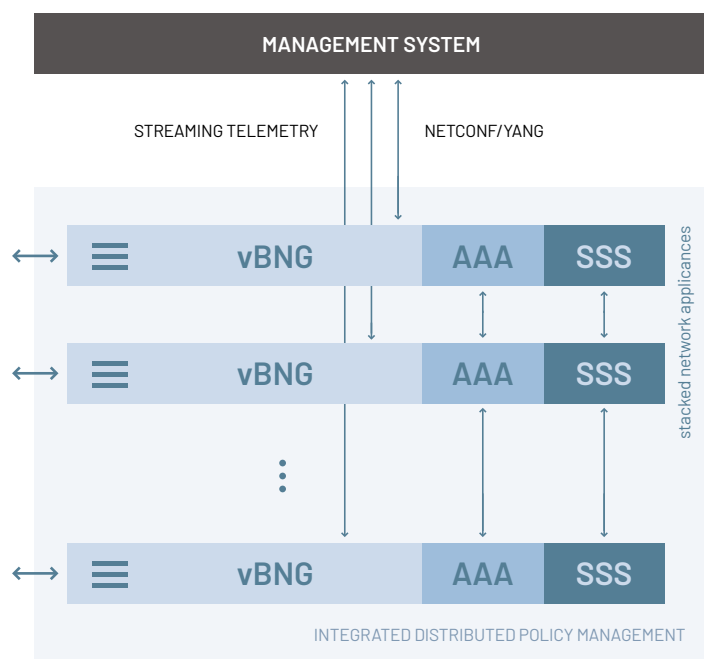 MANAGEMENT SYSTEM
STREAMING TELEMETRY
NETCONF/YANG
vBNG
AAA
SSS
vBNG
AAA
SSS
vBNG
AAA
SSS
stacked network applicances
INTEGRATED DISTRIBUTED POLICY MANAGEMENT